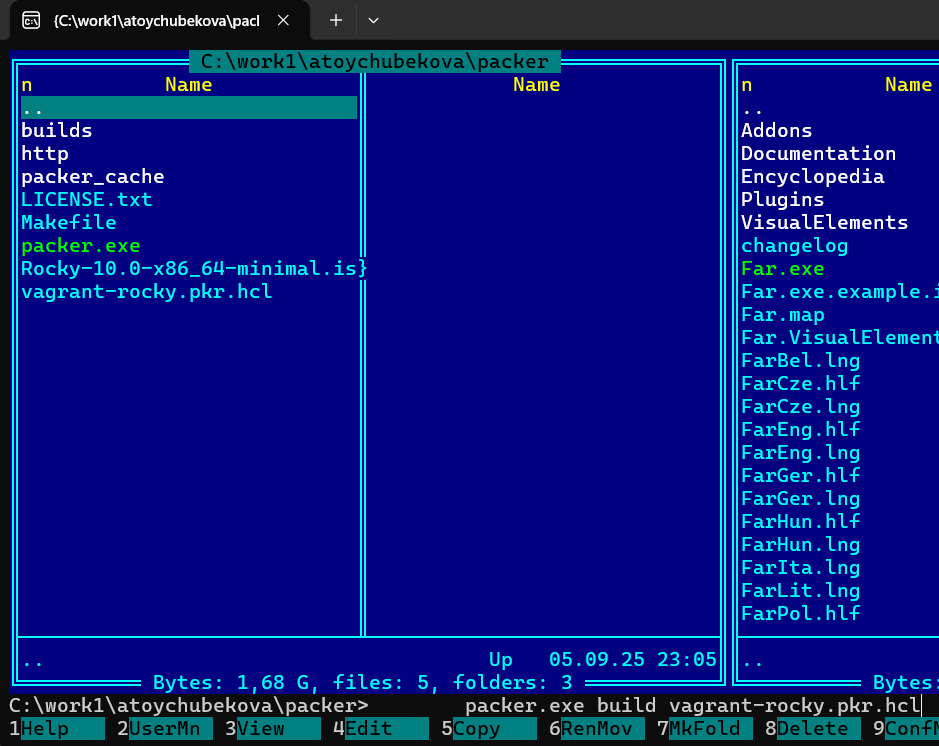 {C:\work1\atoychubekova\pacl
C:\work1\atoychubekova\packer
n Name Name
..
builds
http
packer_cache
LICENSE.txt
Makefile
packer.exe
Rocky-10.0-x86_64-minimal.is}
vagrant-rocky.pkr.hcl
.. Up 05.09.25 23:05
Bytes: 1,68 G, files: 5, folders: 3
n Name
..
Addons
Documentation
Encyclopedia
Plugins
VisualElements
changelog
Far.exe
Far.exe.example.i
Far.map
Far.VisualElement
FarBel.lng
FarCze.hlf
FarCze.lng
FarEng.hlf
FarEng.lng
FarGer.hlf
FarGer.lng
FarHun.hlf
FarHun.lng
FarIta.lng
FarLit.lng
FarPol.hlf
..
Bytes:
C:\work1\atoychubekova\packer> packer.exe build vagrant-rocky.pkr.hcl
1Help 2UserMn 3View 4Edit 5Copy 6RenMov 7MkFold 8Delete 9ConfM